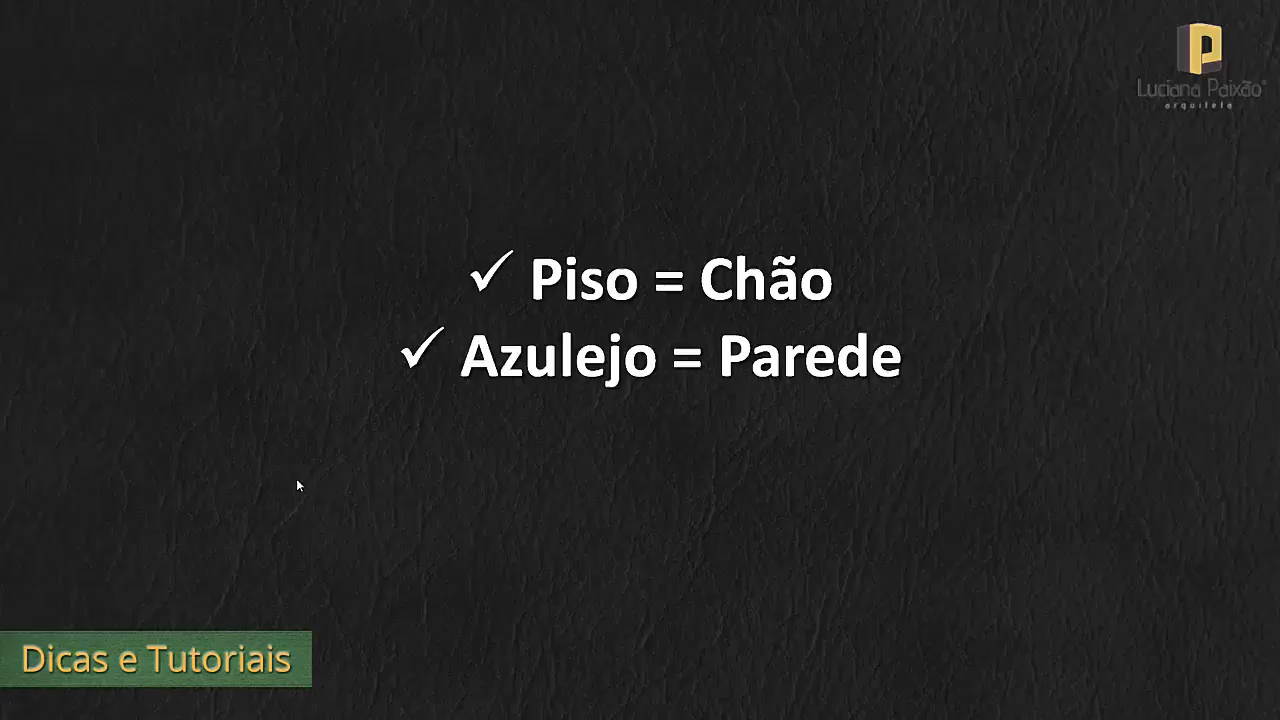 Luciana Paixão®
arquiteta
✓ Piso = Chão
✓ Azulejo = Parede
Dicas e Tutoriais